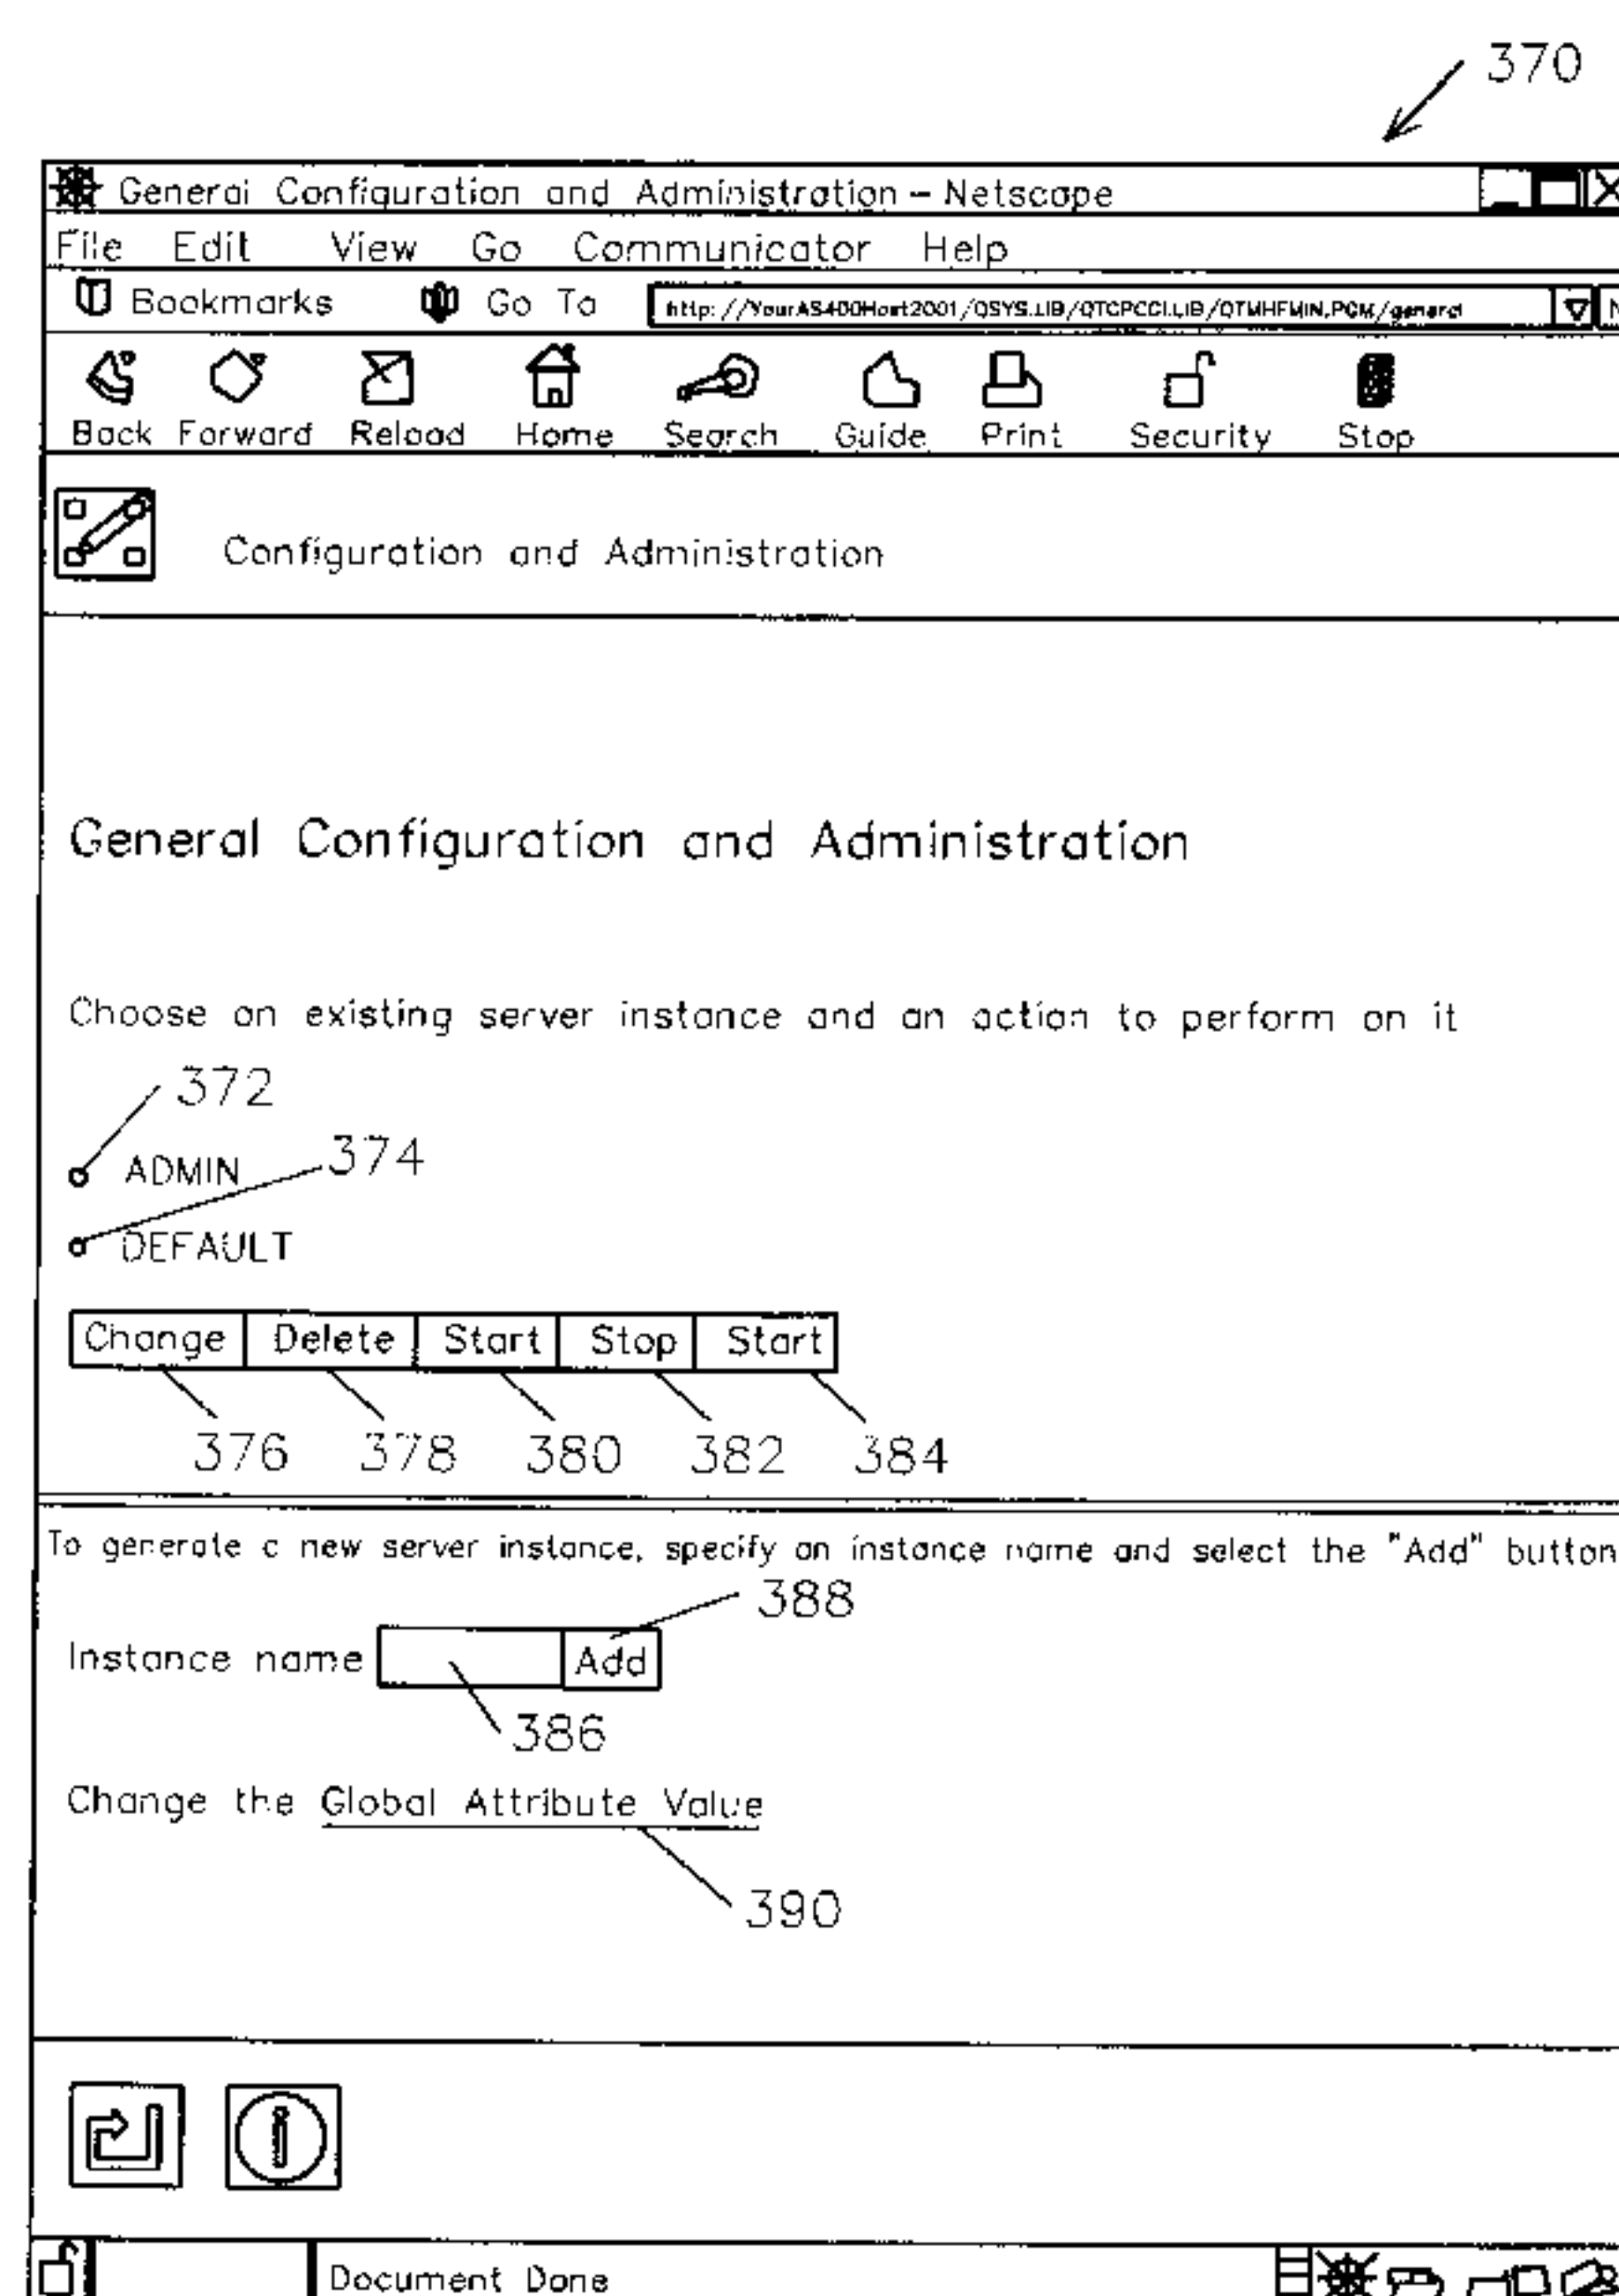 370
General Configuration and Administration – Netscape
File Edit View Go Communicator Help
Bookmarks Go To http://YourAS400Host2001/QSYS.LIB/QTCPCGI.LIB/QTMHFMIN.PGM/general N
Back Forward Reload Home Search Guide Print Security Stop
Configuration and Administration
General Configuration and Administration
Choose an existing server instance and an action to perform on it
372
ADMIN 374
DEFAULT
Change Delete Start Stop Start
376 378 380 382 384
To generate a new server instance, specify an instance name and select the "Add" button
388
Instance name Add
386
Change the Global Attribute Value
390
Document Done